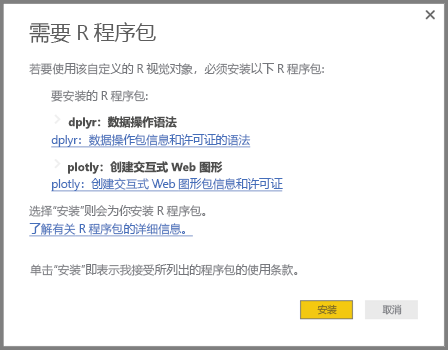 需要 R 程序包
若要使用该自定义的 R 视觉对象，必须安装以下 R 程序包:
要安装的 R 程序包:
dplyr：数据操作语法
dplyr：数据操作包信息和许可证的语法
plotly：创建交互式 Web 图形
plotly：创建交互式 Web 图形包信息和许可证
选择“安装”则会为你安装 R 程序包。
了解有关 R 程序包的详细信息。
单击“安装”即表示我接受所列出的程序包的使用条款。
安装 取消